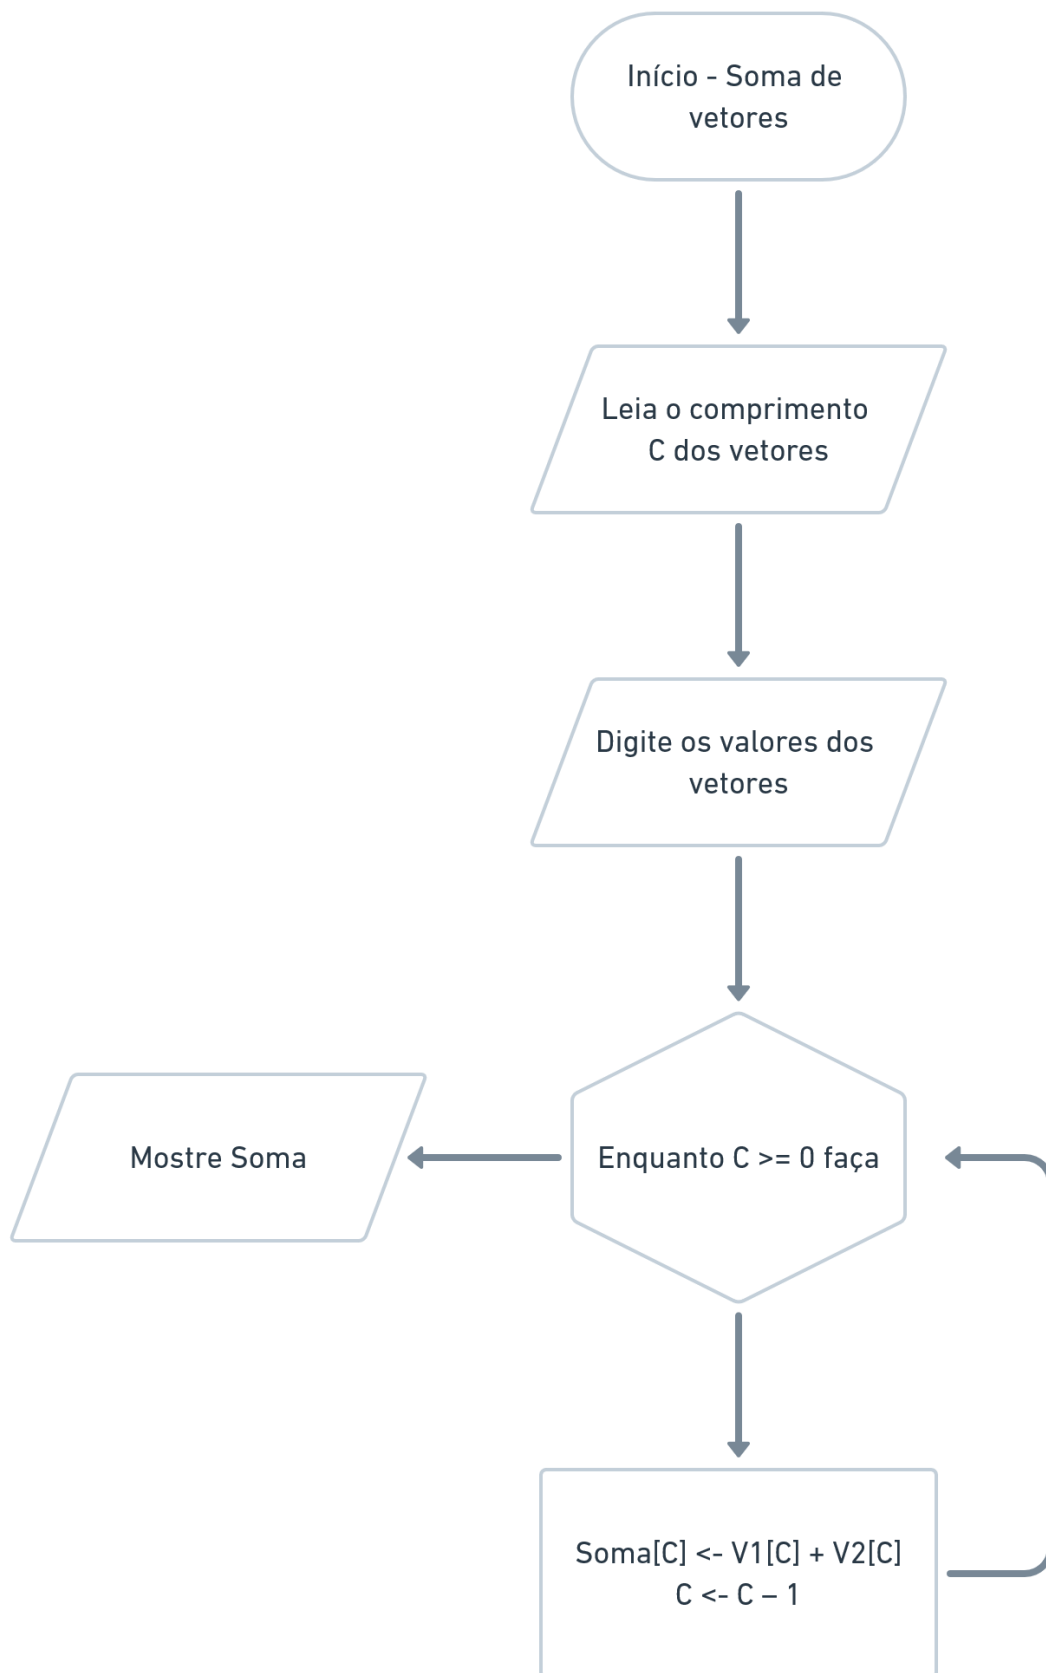 Início - Soma de
vetores
Leia o comprimento
C dos vetores
Digite os valores dos
vetores
Enquanto C >= 0 faça
Mostre Soma
Soma[C] <- V1[C] + V2[C]
C <- C – 1